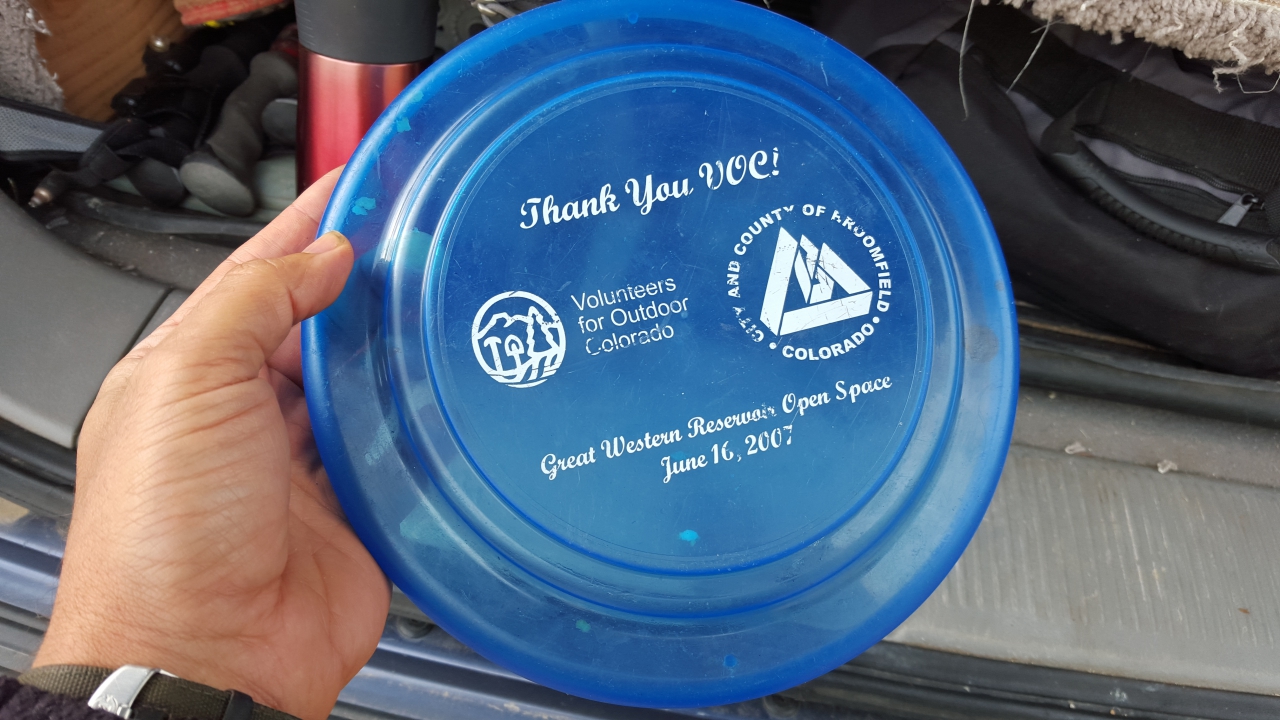 Thank You VOC!
Volunteers
for Outdoor
Colorado
CITY AND COUNTY OF BROOMFIELD • COLORADO •
Great Western Reservoir Open Space
June 16, 2007